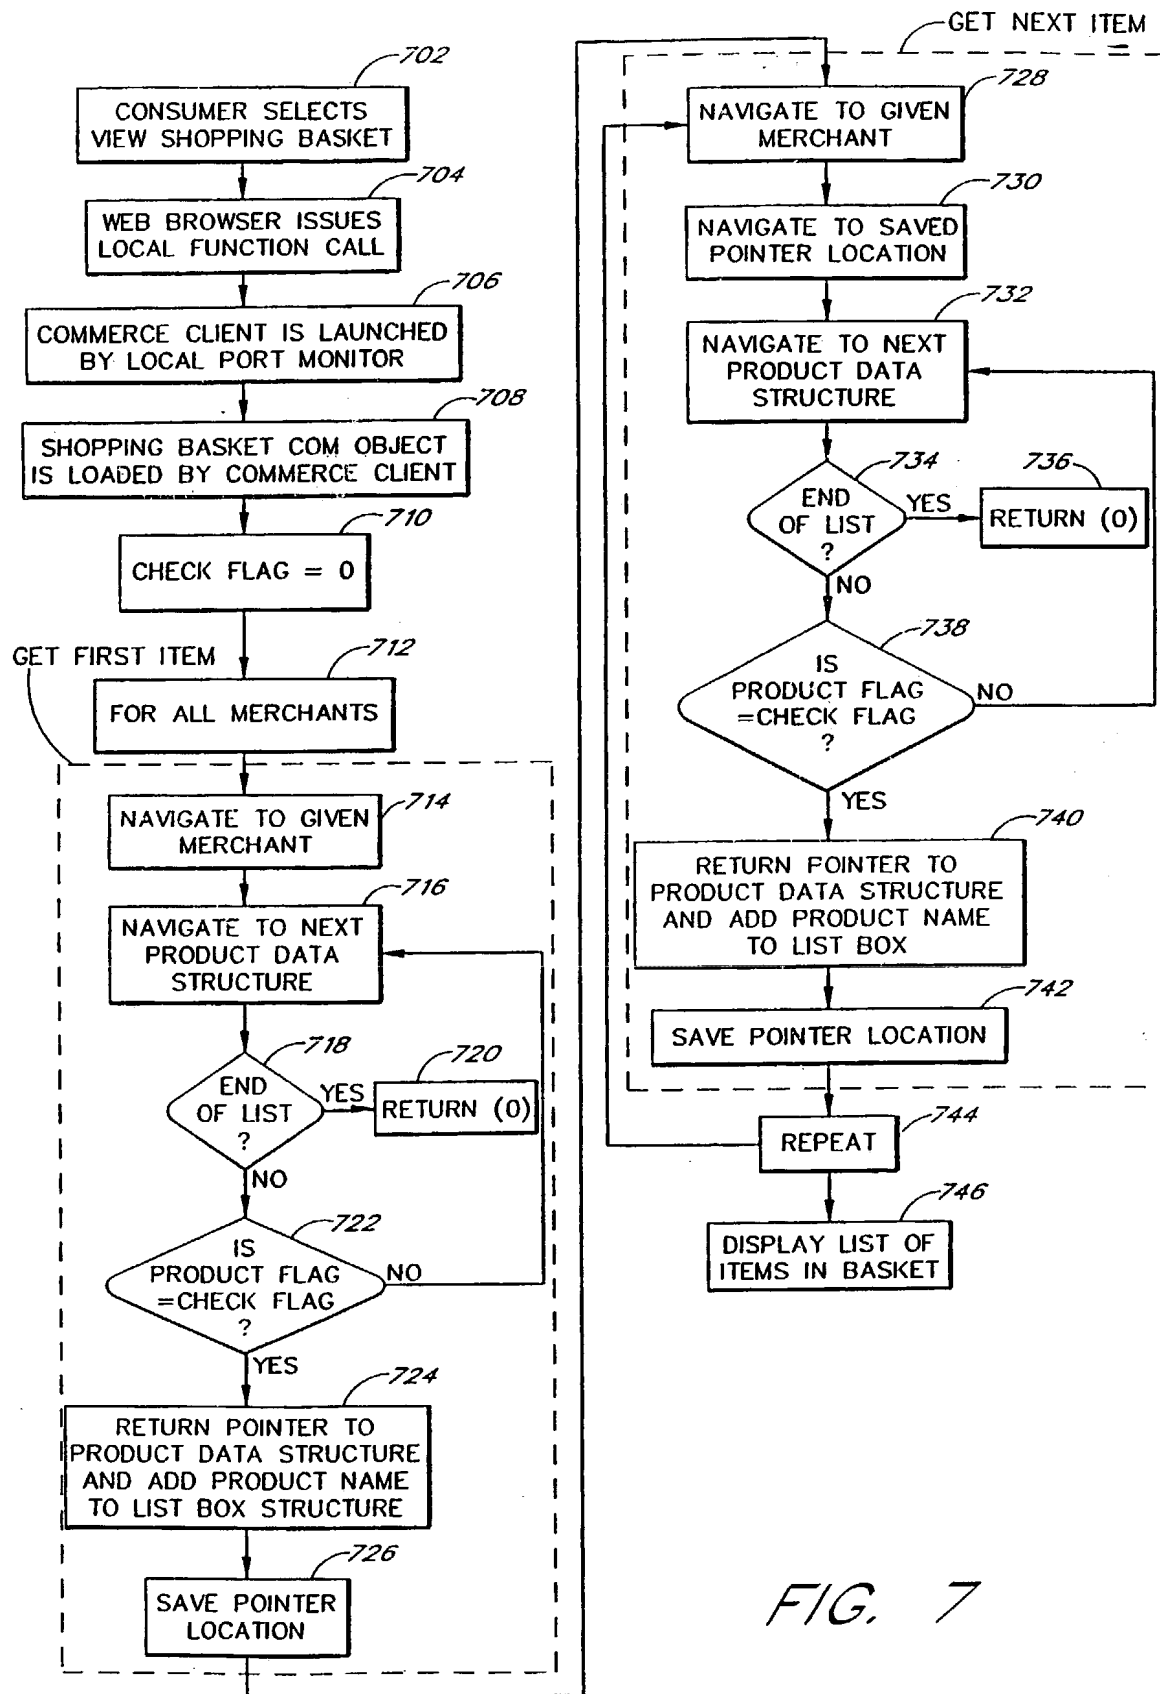 702
CONSUMER SELECTS
VIEW SHOPPING BASKET
704
WEB BROWSER ISSUES
LOCAL FUNCTION CALL
706
COMMERCE CLIENT IS LAUNCHED
BY LOCAL PORT MONITOR
708
SHOPPING BASKET COM OBJECT
IS LOADED BY COMMERCE CLIENT
710
CHECK FLAG = 0
GET FIRST ITEM
712
FOR ALL MERCHANTS
714
NAVIGATE TO GIVEN
MERCHANT
716
NAVIGATE TO NEXT
PRODUCT DATA
STRUCTURE
718
END
OF LIST
?
YES
720
RETURN (0)
NO
722
IS
PRODUCT FLAG
=CHECK FLAG
?
NO
YES
724
RETURN POINTER TO
PRODUCT DATA STRUCTURE
AND ADD PRODUCT NAME
TO LIST BOX STRUCTURE
726
SAVE POINTER
LOCATION
GET NEXT ITEM
728
NAVIGATE TO GIVEN
MERCHANT
730
NAVIGATE TO SAVED
POINTER LOCATION
732
NAVIGATE TO NEXT
PRODUCT DATA
STRUCTURE
734
END
OF LIST
?
YES
736
RETURN (0)
NO
738
IS
PRODUCT FLAG
=CHECK FLAG
?
NO
YES
740
RETURN POINTER TO
PRODUCT DATA STRUCTURE
AND ADD PRODUCT NAME
TO LIST BOX
742
SAVE POINTER LOCATION
744
REPEAT
746
DISPLAY LIST OF
ITEMS IN BASKET
FIG. 7